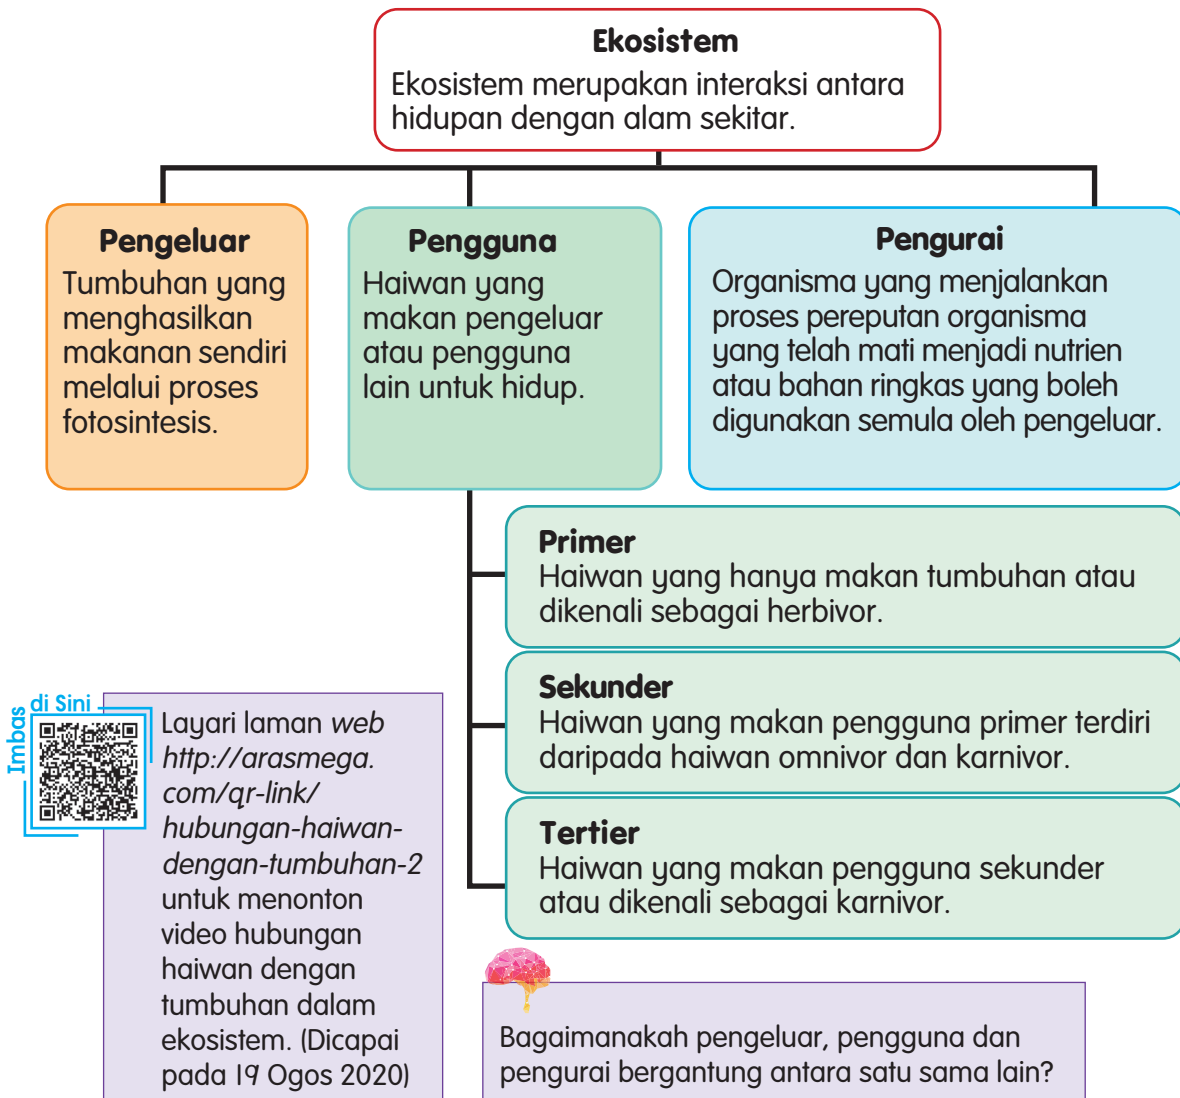 Ekosistem
Ekosistem merupakan interaksi antara
hidupan dengan alam sekitar.
Pengeluar
Tumbuhan yang
menghasilkan
makanan sendiri
melalui proses
fotosintesis.
Pengguna
Haiwan yang
makan pengeluar
atau pengguna
lain untuk hidup.
Pengurai
Organisma yang menjalankan
proses pereputan organisma
yang telah mati menjadi nutrien
atau bahan ringkas yang boleh
digunakan semula oleh pengeluar.
Primer
Haiwan yang hanya makan tumbuhan atau
dikenali sebagai herbivor.
Sekunder
Haiwan yang makan pengguna primer terdiri
daripada haiwan omnivor dan karnivor.
Tertier
Haiwan yang makan pengguna sekunder
atau dikenali sebagai karnivor.
Imbas di Sini
Layari laman web
http://arasmega.
com/qr-link/
hubungan-haiwan-
dengan-tumbuhan-2
untuk menonton
video hubungan
haiwan dengan
tumbuhan dalam
ekosistem. (Dicapai
pada 19 Ogos 2020)
Bagaimanakah pengeluar, pengguna dan
pengurai bergantung antara satu sama lain?